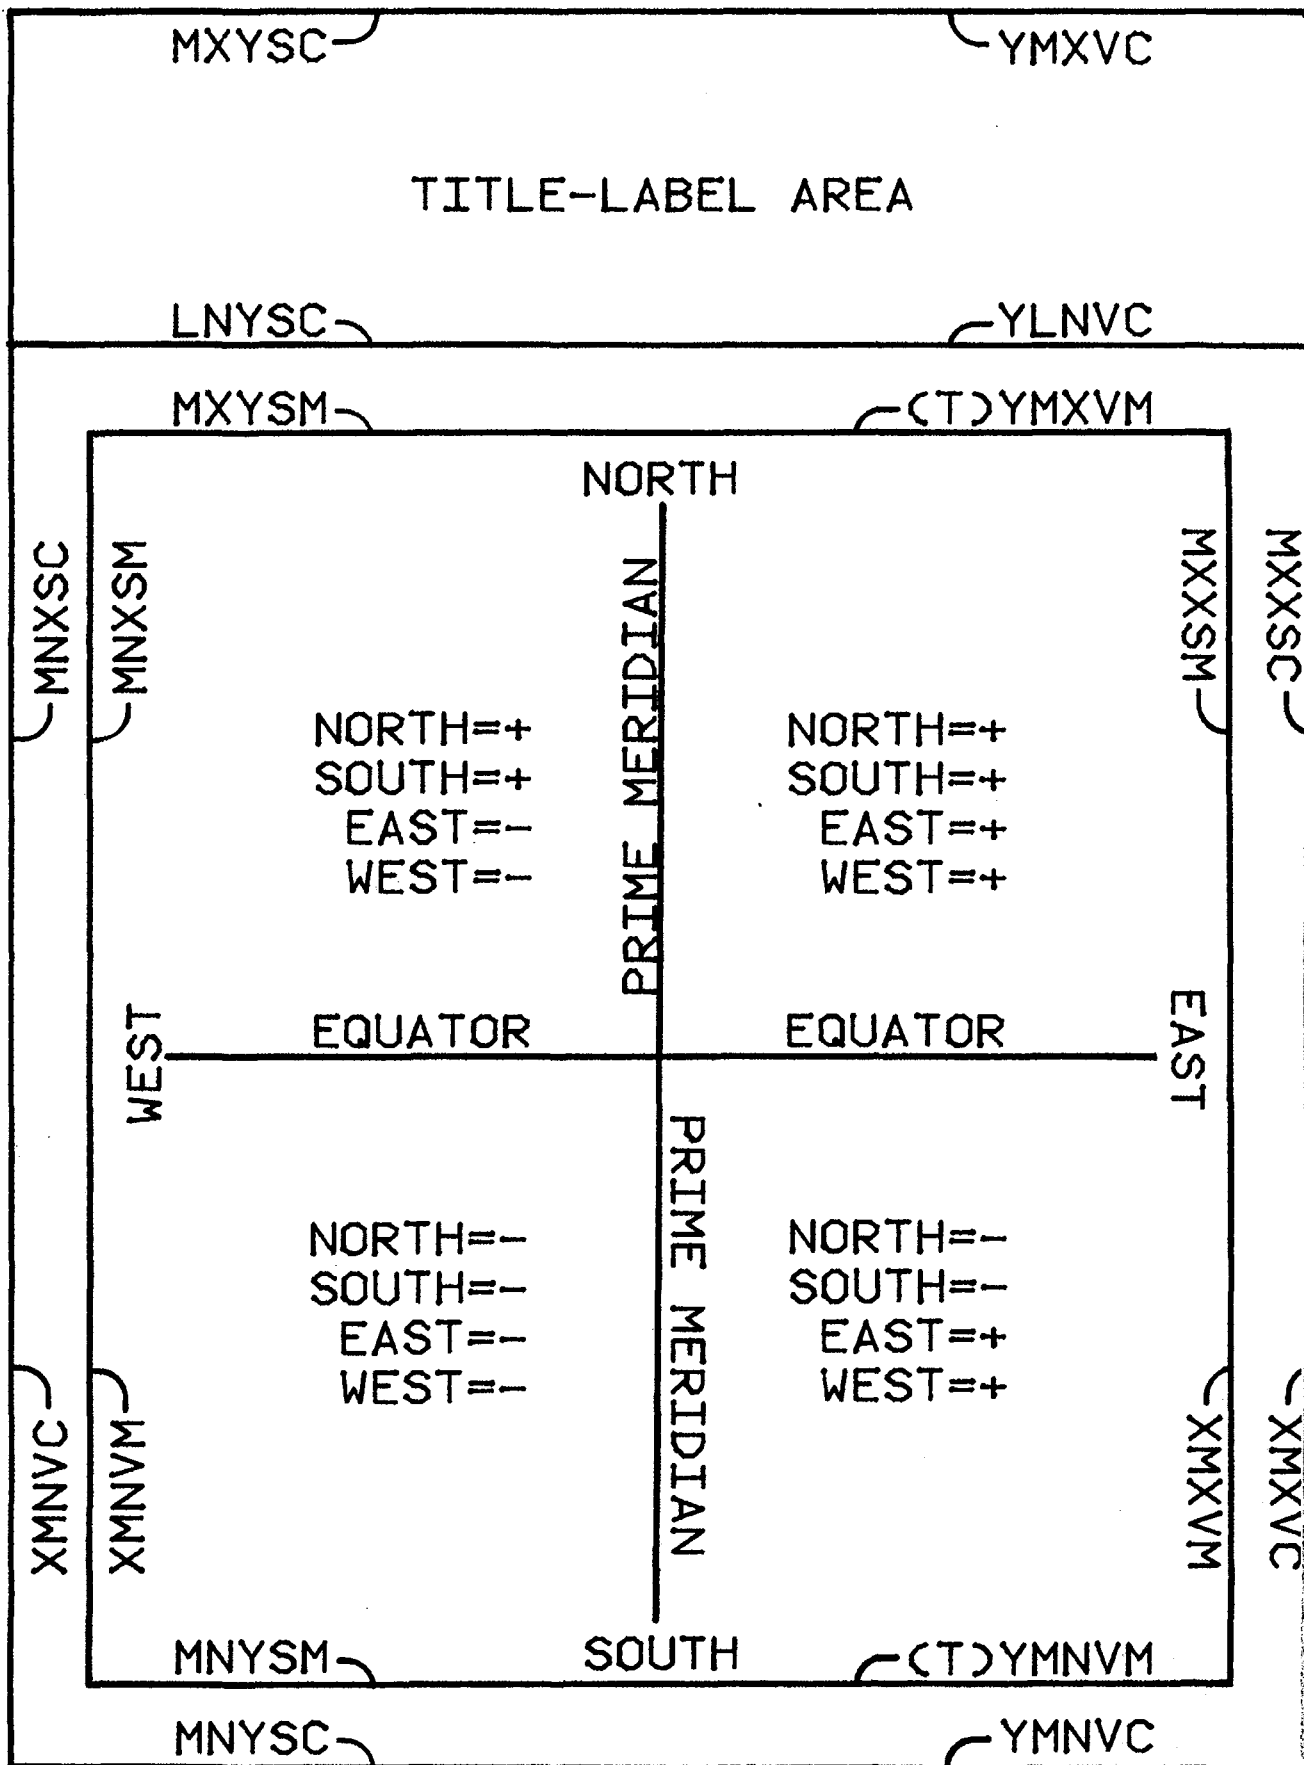 MXYSC YMXVC
TITLE-LABEL AREA
LNYSC YLNVC
MXYSM (T)YMXVM
NORTH
MNXSC
MNXSM
PRIME MERIDIAN
MXXSM
MXXSC
NORTH=+
SOUTH=+
EAST=-
WEST=-
NORTH=+
SOUTH=+
EAST=+
WEST=+
WEST
EQUATOR EQUATOR
EAST
PRIME MERIDIAN
NORTH=-
SOUTH=-
EAST=-
WEST=-
NORTH=-
SOUTH=-
EAST=+
WEST=+
XMNVC
XMNVM
XMXVM
XMXVC
MNYSM SOUTH (T)YMNVM
MNYSC YMNVC